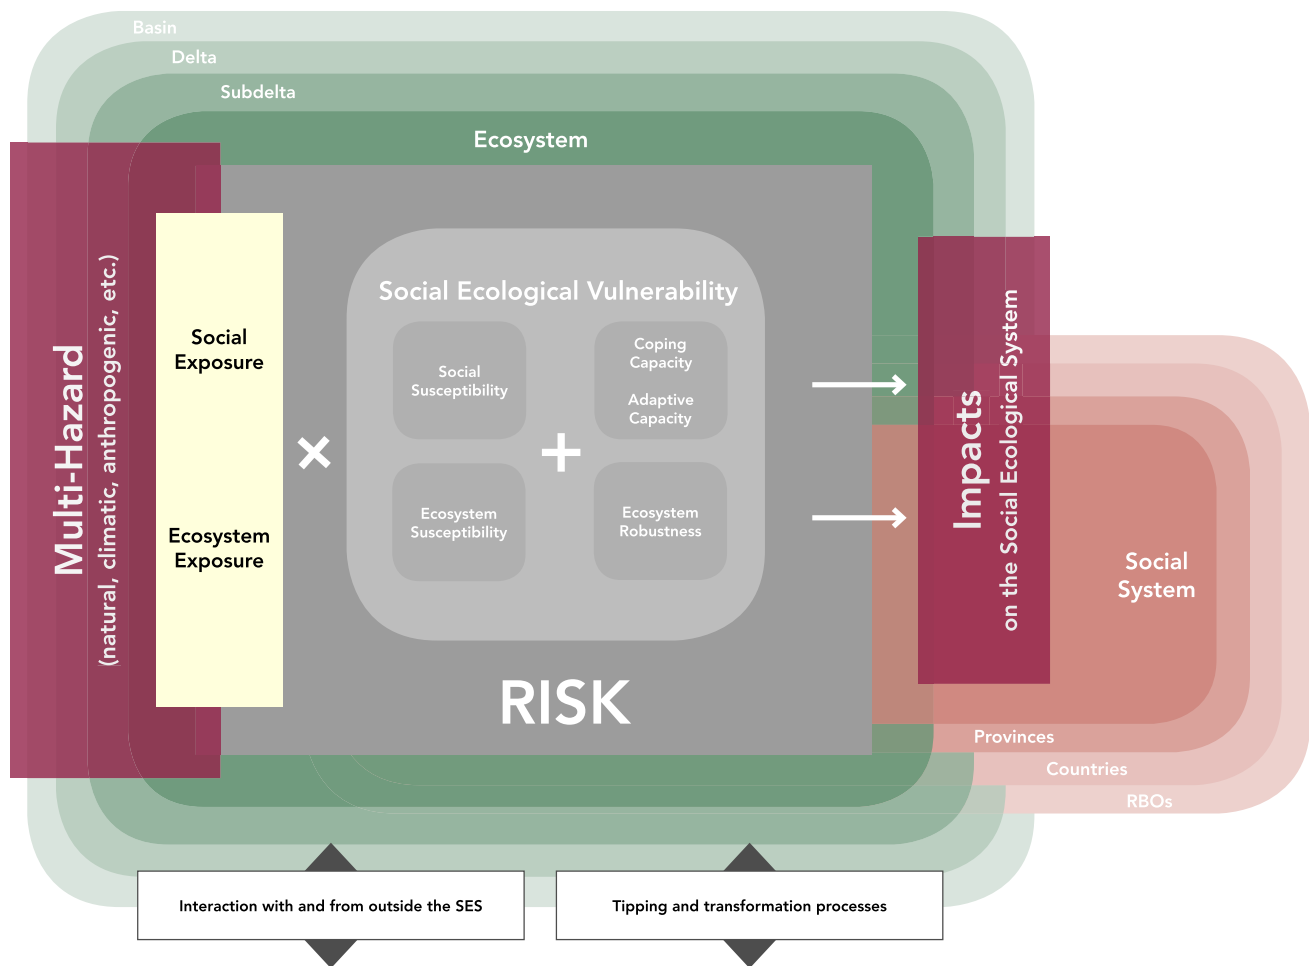 Basin
Delta
Subdelta
Ecosystem
Multi-Hazard
(natural, climatic, anthropogenic, etc.)
Social
Exposure
Ecosystem
Exposure
×
Social Ecological Vulnerability
Social
Susceptibility
Coping
Capacity
Adaptive
Capacity
+
Ecosystem
Susceptibility
Ecosystem
Robustness
RISK
Impacts
on the Social Ecological System
Social
System
Provinces
Countries
RBOs
Interaction with and from outside the SES
Tipping and transformation processes